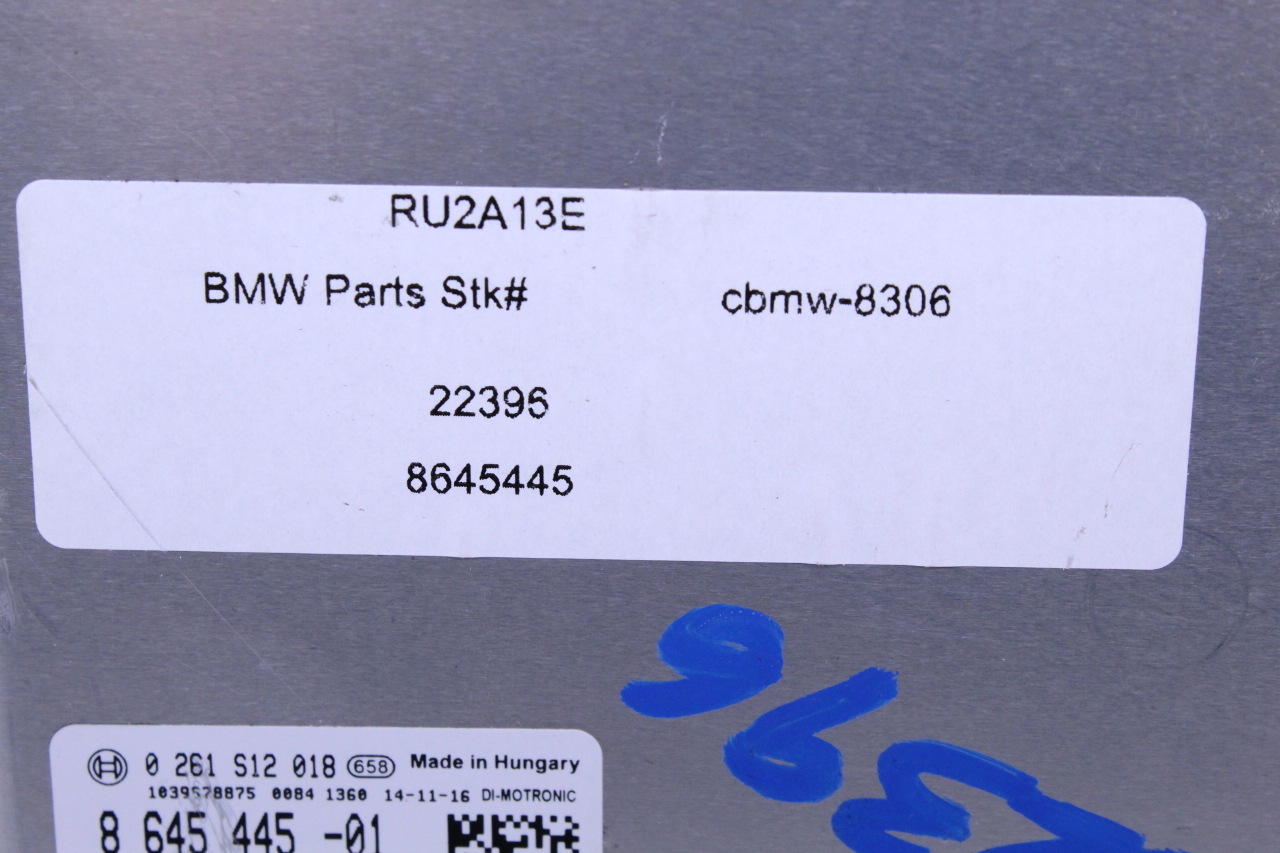 RU2A13E
BMW Parts Stk# cbmw-8306
22396
8645445
0 261 S12 018 658 Made in Hungary
1039S78875 0084 1360 14-11-16 DI-MOTRONIC
8 645 445 -01